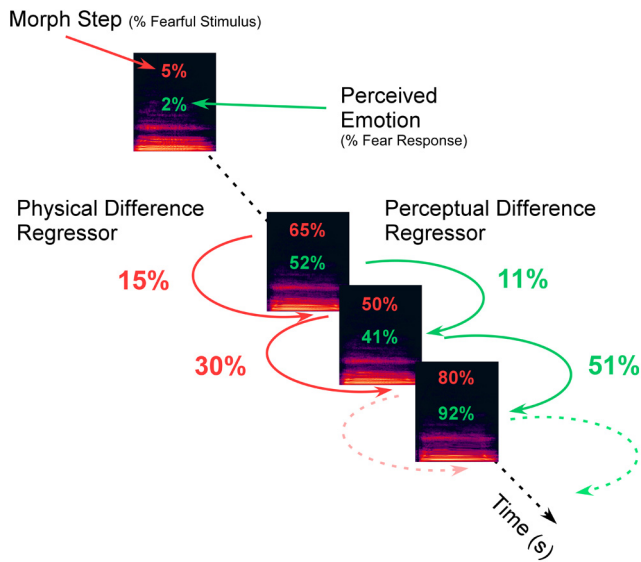 Morph Step (% Fearful Stimulus)
5%
2%
Perceived
Emotion
(% Fear Response)
Physical Difference
Regressor
Perceptual Difference
Regressor
65%
52%
15%
11%
50%
41%
30%
51%
80%
92%
Time (s)